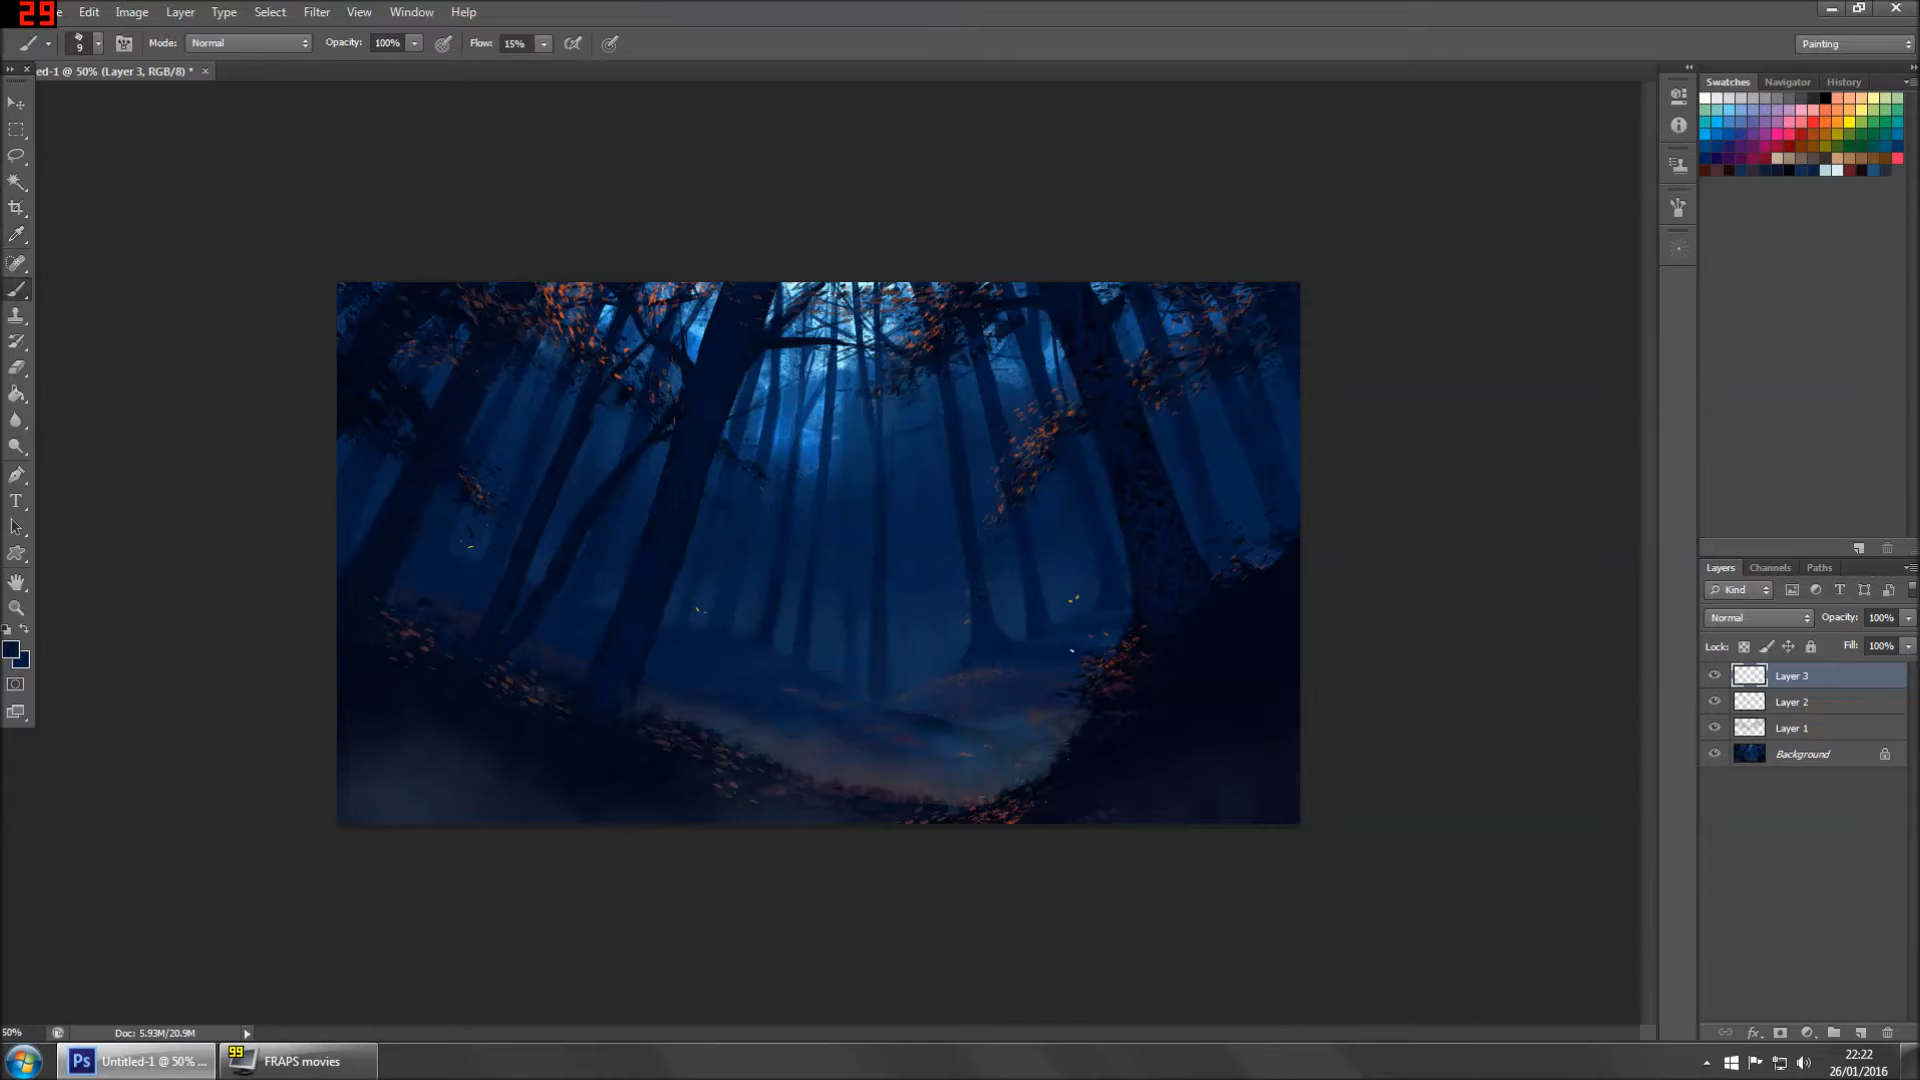 29
e Edit Image Layer Type Select Filter View Window Help
9 Mode: Normal Opacity: 100% Flow: 15% Painting
ed-1 @ 50% (Layer 3, RGB/8) * ×
Swatches Navigator History
Layers Channels Paths
Kind
Normal Opacity: 100%
Lock: Fill: 100%
Layer 3
Layer 2
Layer 1
Background
50% Doc: 5.93M/20.9M
Ps Untitled-1 @ 50% ... 99 FRAPS movies 22:22
26/01/2016